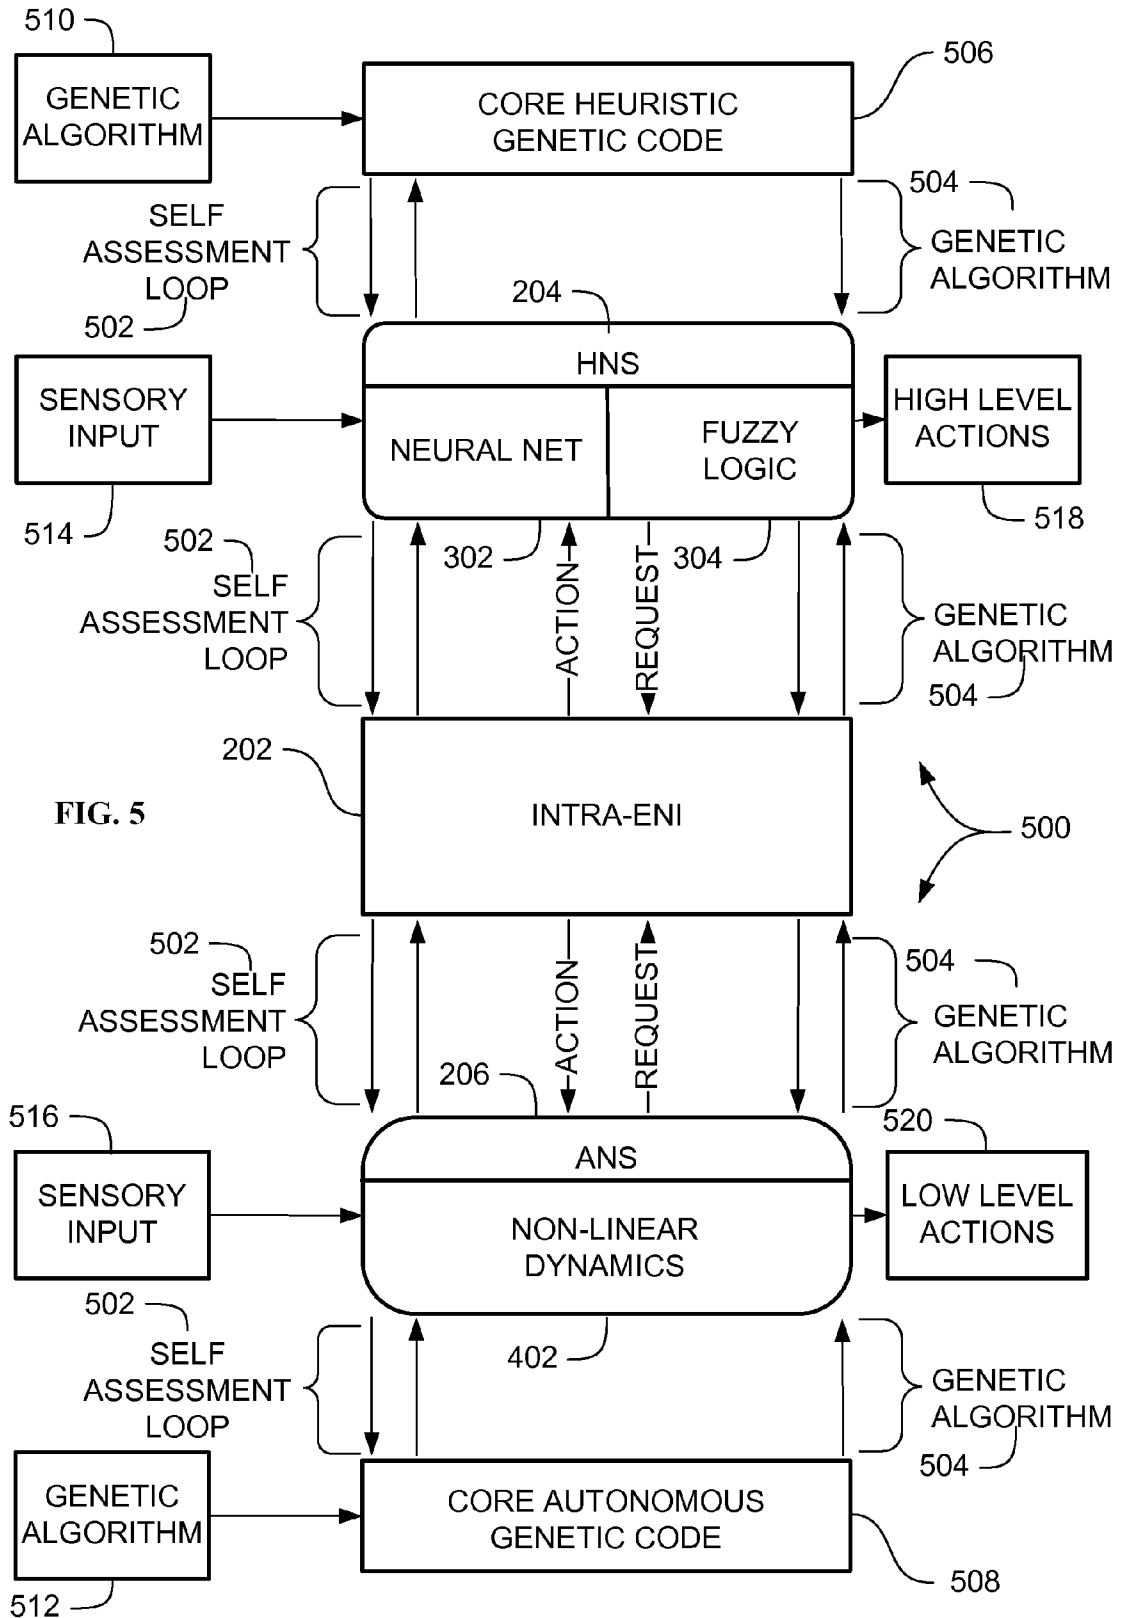 510
506
GENETIC
ALGORITHM
CORE HEURISTIC
GENETIC CODE
504
SELF
ASSESSMENT
LOOP
GENETIC
ALGORITHM
502
204
HNS
SENSORY
INPUT
NEURAL NET
FUZZY
LOGIC
HIGH LEVEL
ACTIONS
514
518
502
302
304
SELF
ASSESSMENT
LOOP
ACTION
REQUEST
GENETIC
ALGORITHM
504
202
FIG. 5
INTRA-ENI
500
502
504
SELF
ASSESSMENT
LOOP
ACTION
REQUEST
GENETIC
ALGORITHM
206
516
520
ANS
SENSORY
INPUT
NON-LINEAR
DYNAMICS
LOW LEVEL
ACTIONS
502
402
SELF
ASSESSMENT
LOOP
GENETIC
ALGORITHM
504
GENETIC
ALGORITHM
CORE AUTONOMOUS
GENETIC CODE
508
512